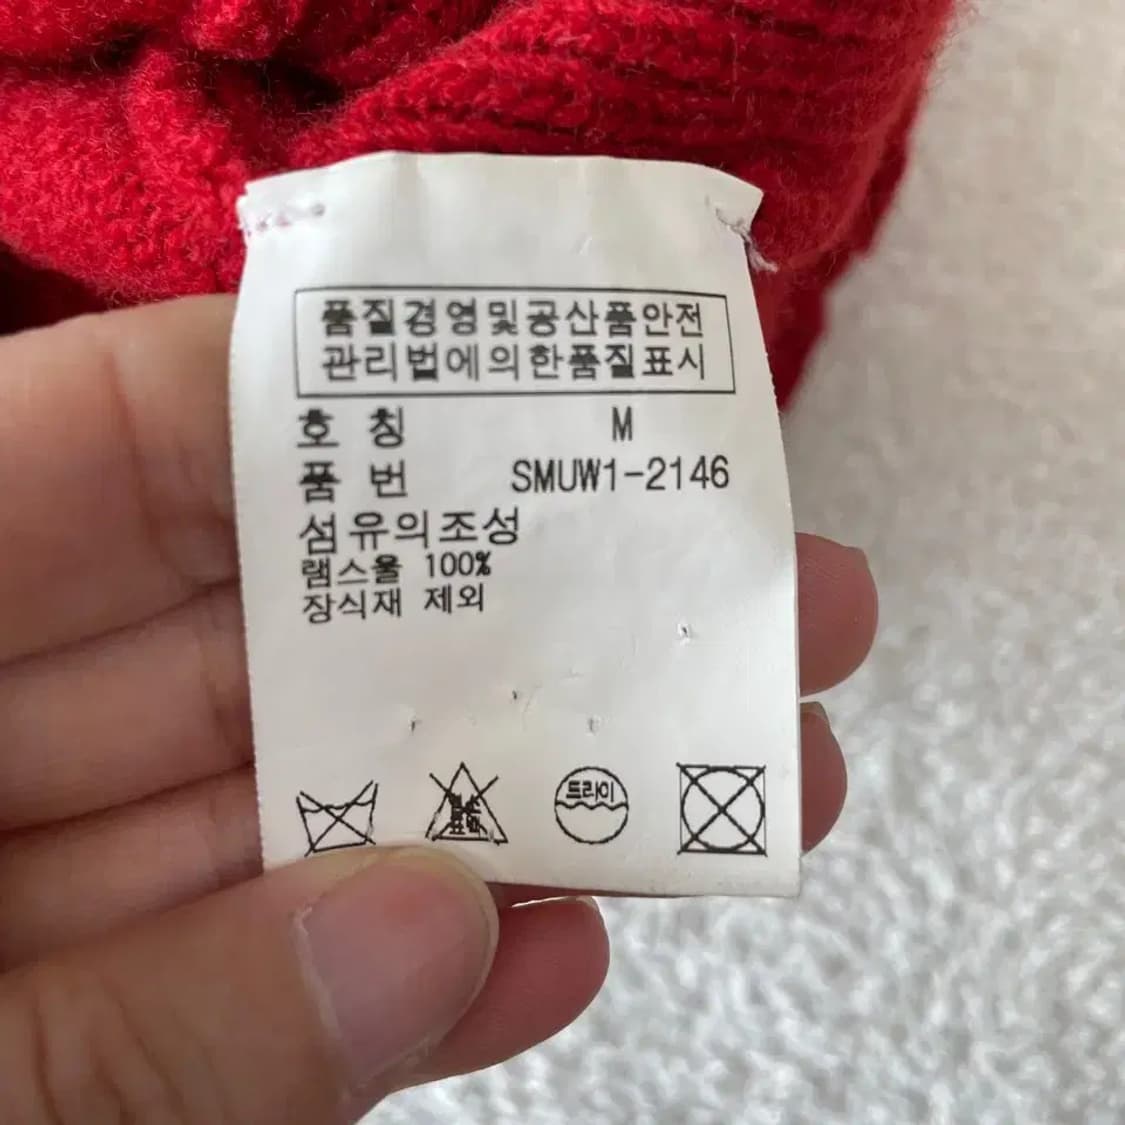 품질경영및공산품안전
관리법에의한품질표시
호 칭 M
품 번 SMUW1-2146
섬유의조성
램스울 100%
장식재 제외
드라이